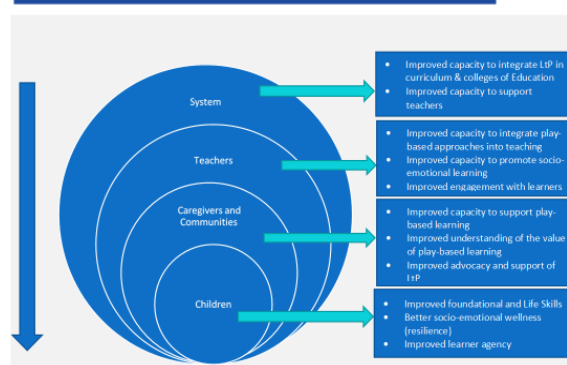 System
• Improved capacity to integrate LtP in
curriculum & colleges of Education
• Improved capacity to support
teachers
Teachers
• Improved capacity to integrate play-
based approaches into teaching
• Improved capacity to promote socio-
emotional learning
• Improved engagement with learners
Caregivers and
Communities
• Improved capacity to support play-
based learning
• Improved understanding of the value
of play-based learning
• Improved advocacy and support of
LtP
Children
• Improved foundational and Life Skills
• Better socio-emotional wellness
(resilience)
• Improved learner agency